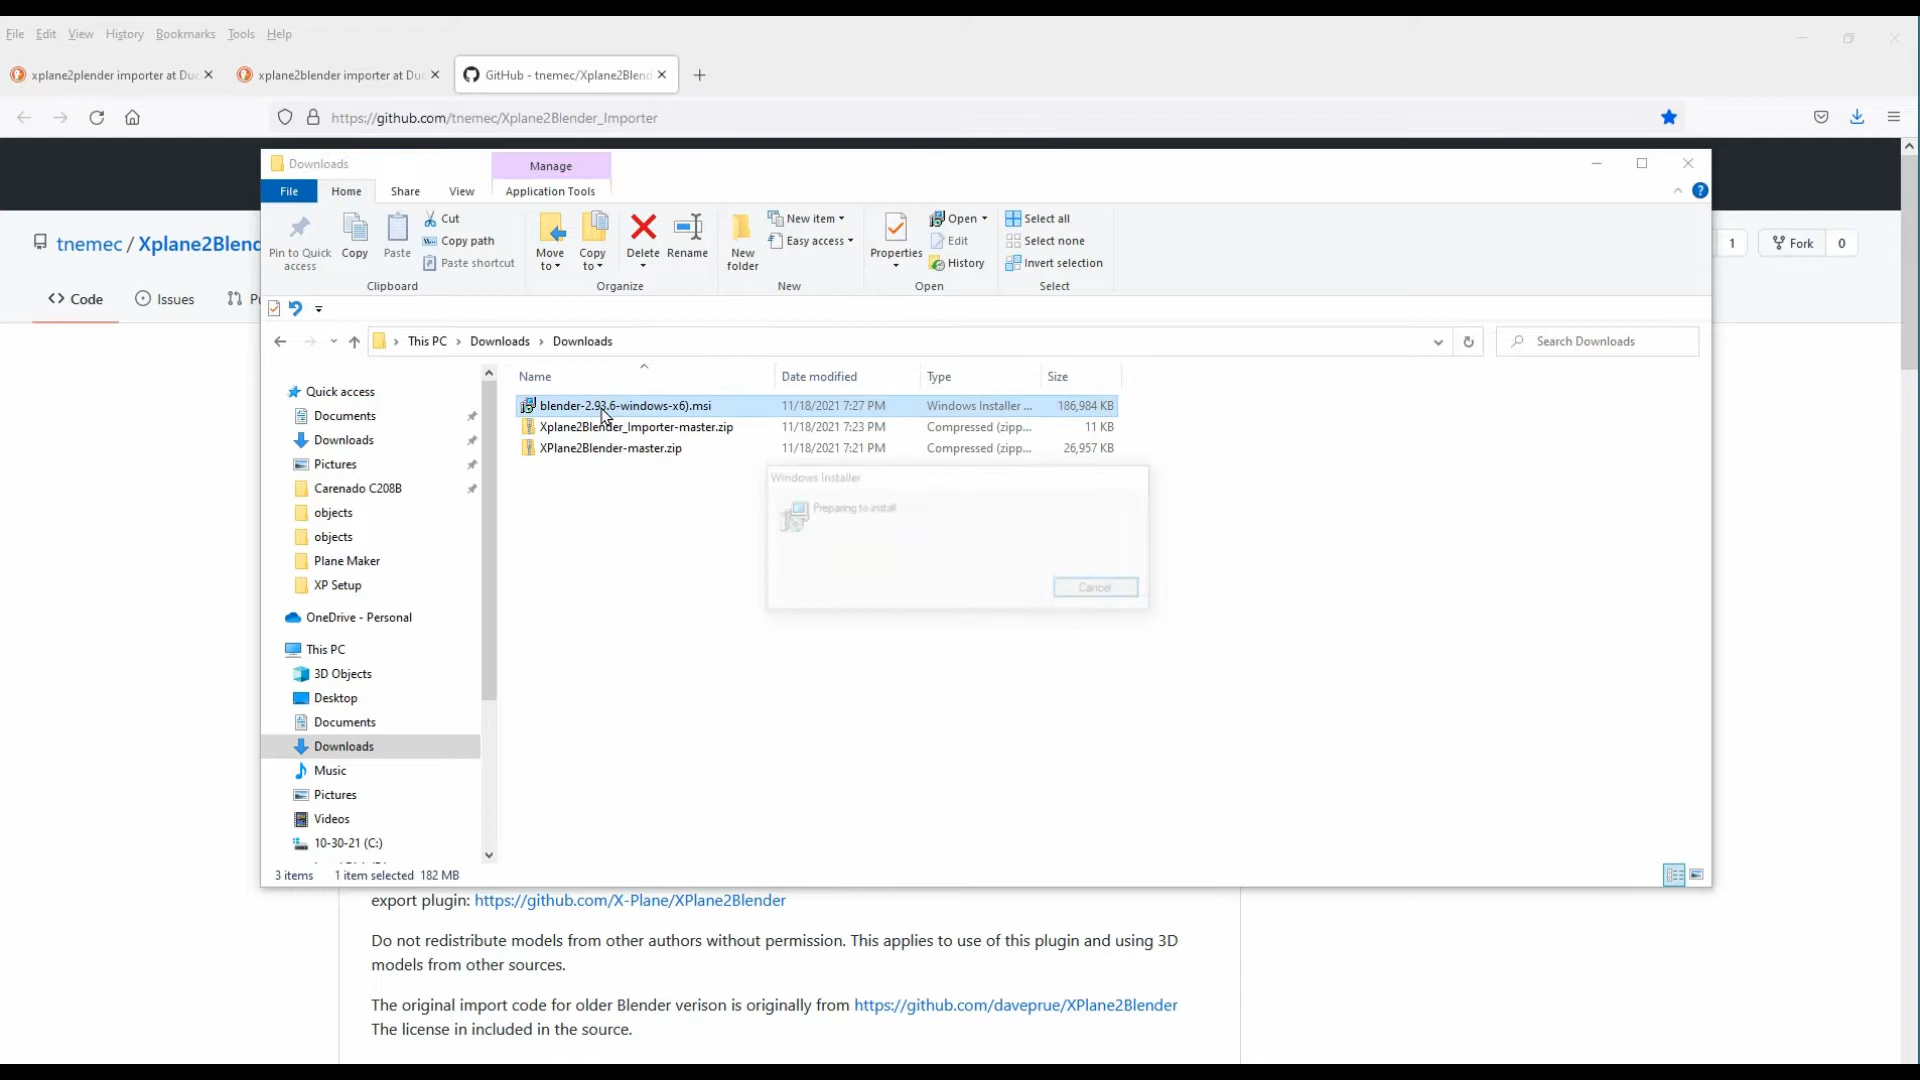 File Edit View History Bookmarks Tools Help
xplane2plender importer at Duc
xplane2blender importer at Duc
GitHub - tnemec/Xplane2Blend
https://github.com/tnemec/Xplane2Blender_Importer
Downloads
Manage
File Home Share View Application Tools
Pin to Quick access
Copy
Paste
Cut
Copy path
Paste shortcut
Clipboard
Move to
Copy to
Delete
Rename
Organize
New folder
New item
Easy access
New
Properties
Open
Edit
History
Open
Select all
Select none
Invert selection
Select
tnemec / Xplane2Blend
1 Fork 0
<> Code Issues
This PC > Downloads > Downloads
Search Downloads
Name Date modified Type Size
blender-2.93.6-windows-x6).msi 11/18/2021 7:27 PM Windows Installer ... 186,984 KB
Xplane2Blender_Importer-master.zip 11/18/2021 7:23 PM Compressed (zipp... 11 KB
XPlane2Blender-master.zip 11/18/2021 7:21 PM Compressed (zipp... 26,957 KB
Windows Installer
Preparing to install
Cancel
Quick access
Documents
Downloads
Pictures
Carenado C208B
objects
objects
Plane Maker
XP Setup
OneDrive - Personal
This PC
3D Objects
Desktop
Documents
Downloads
Music
Pictures
Videos
10-30-21 (C:)
3 items 1 item selected 182 MB
export plugin: https://github.com/X-Plane/XPlane2Blender
Do not redistribute models from other authors without permission. This applies to use of this plugin and using 3D
models from other sources.
The original import code for older Blender verison is originally from https://github.com/daveprue/XPlane2Blender
The license in included in the source.